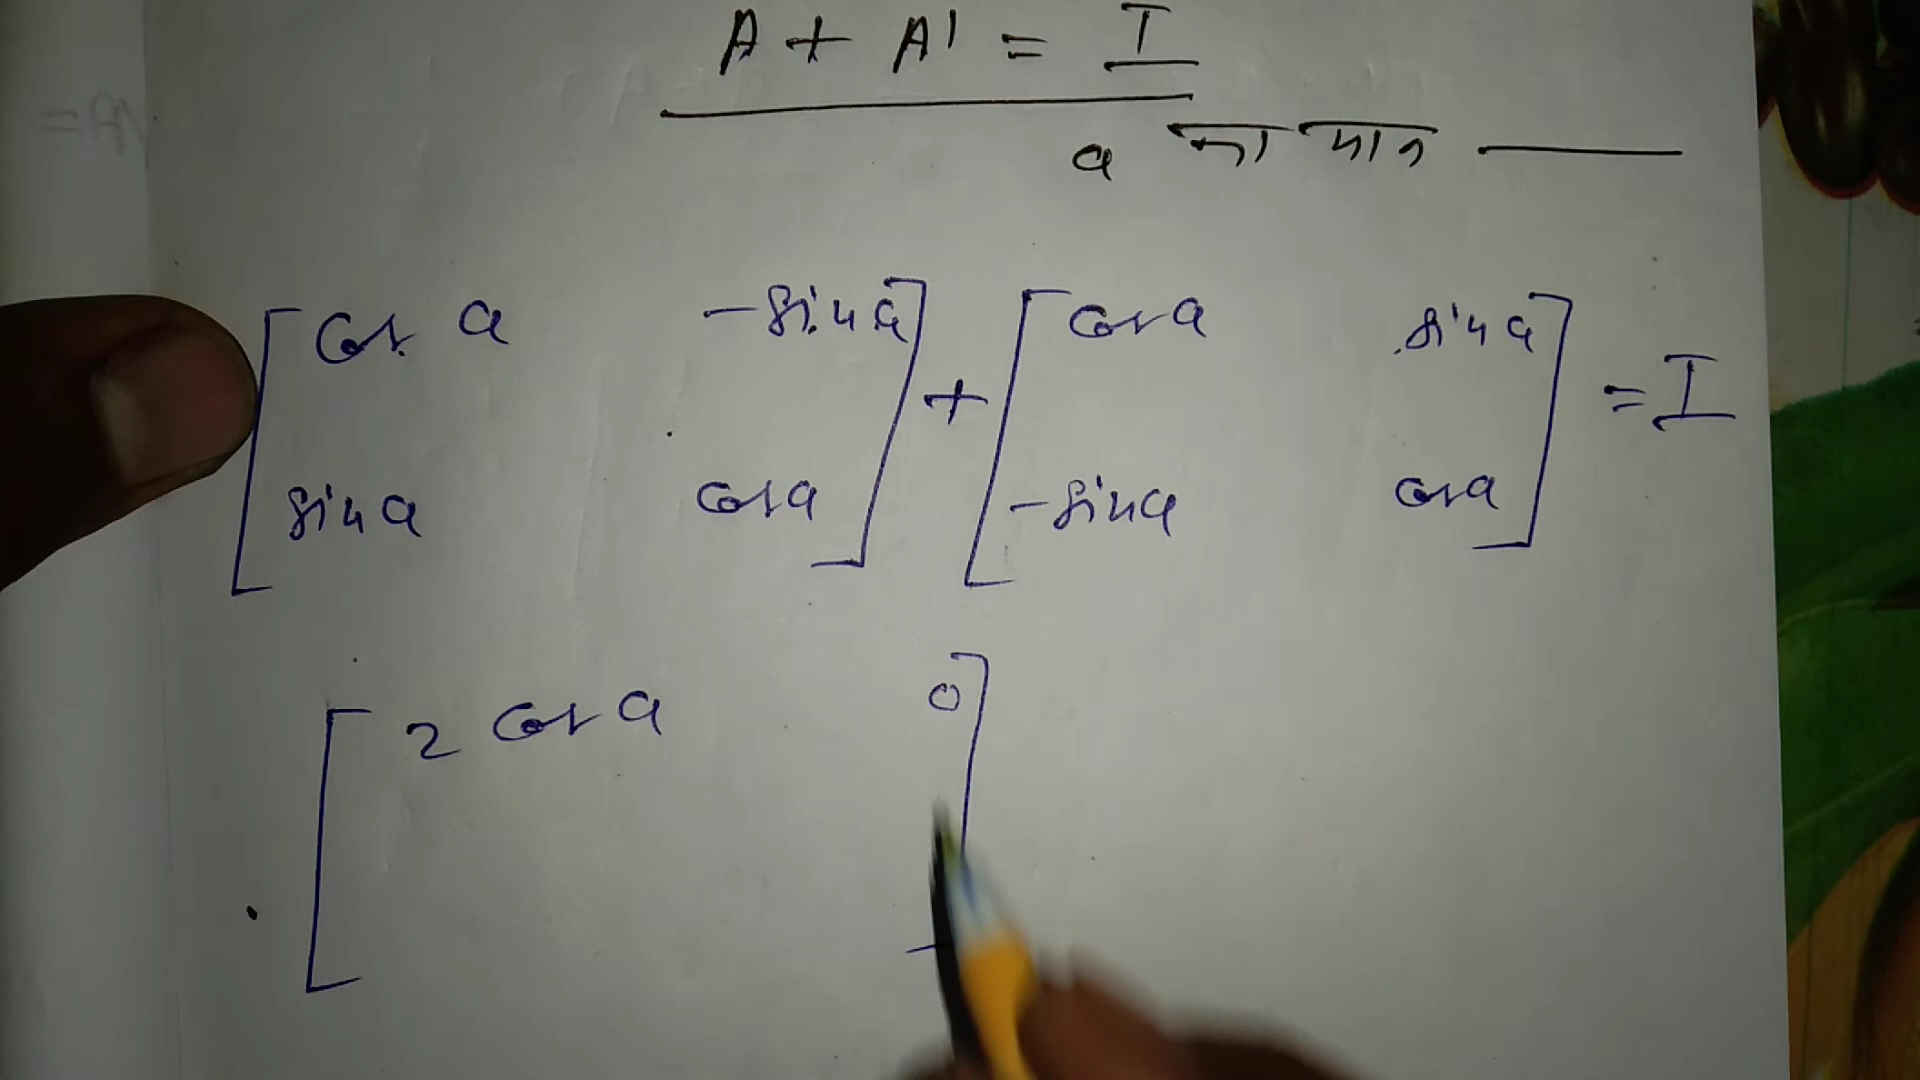 A + A' = I
a का मान
[cos a -sin a] + [cos a sin a] = I
[sin a cos a] [-sin a cos a]
[2 cos a 0]